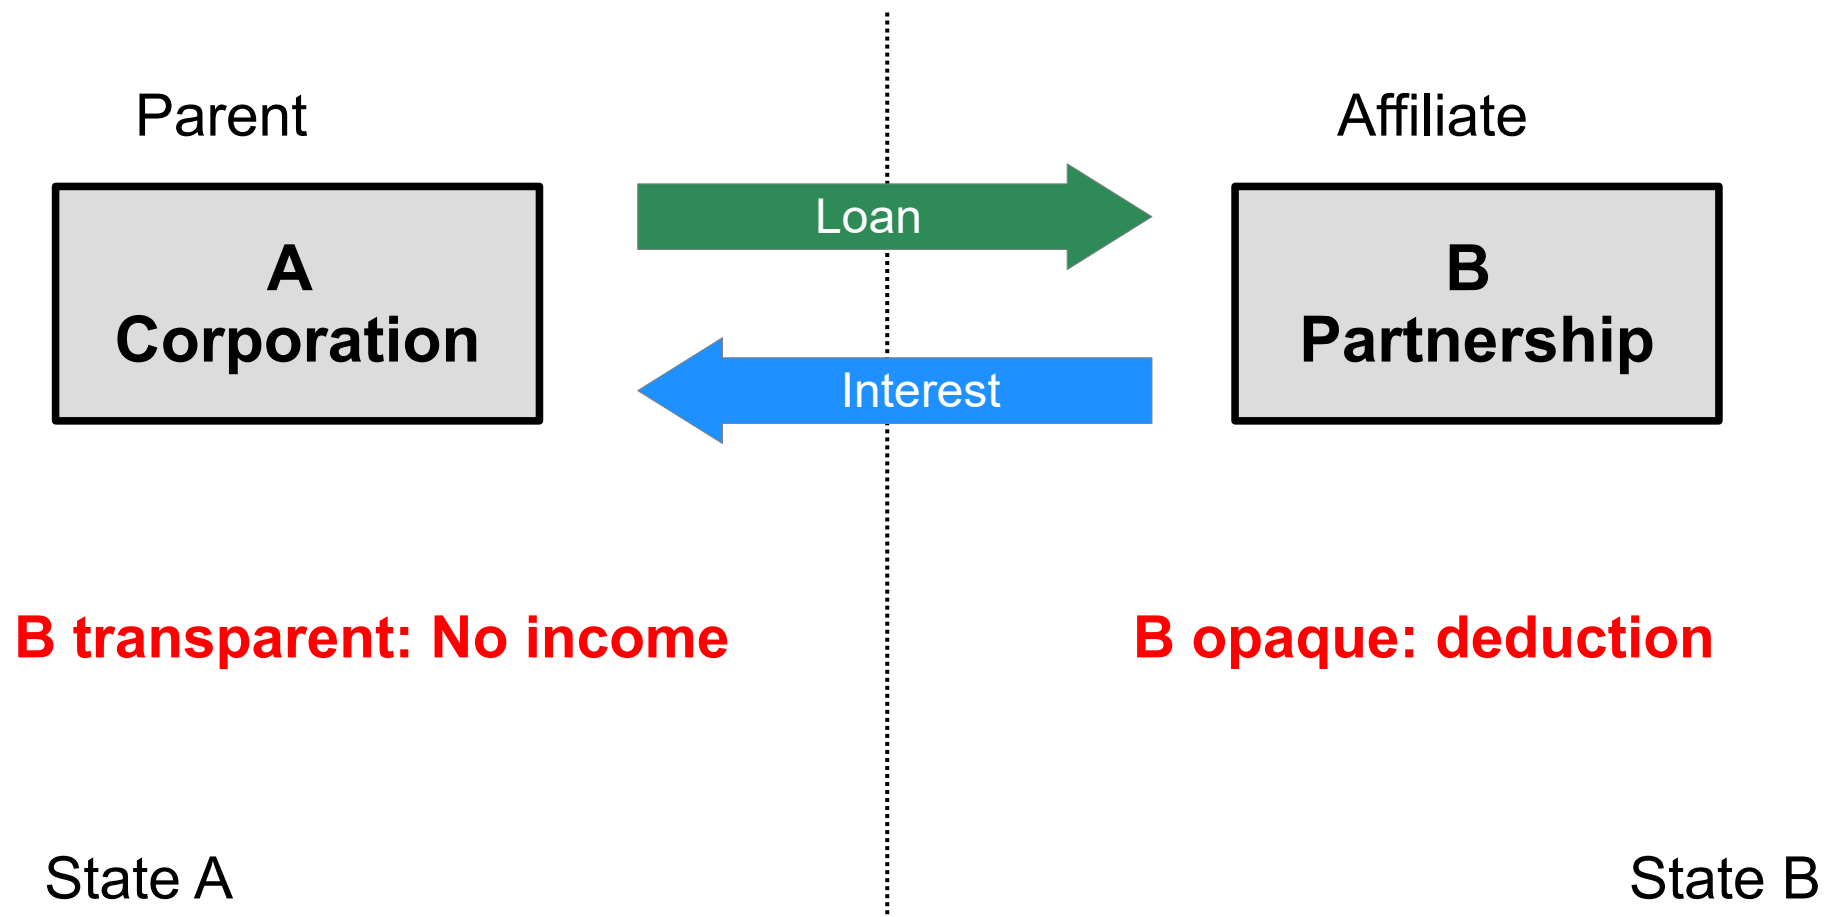 Parent
Affiliate
A
Corporation
Loan
Interest
B
Partnership
B transparent: No income
B opaque: deduction
State A
State B